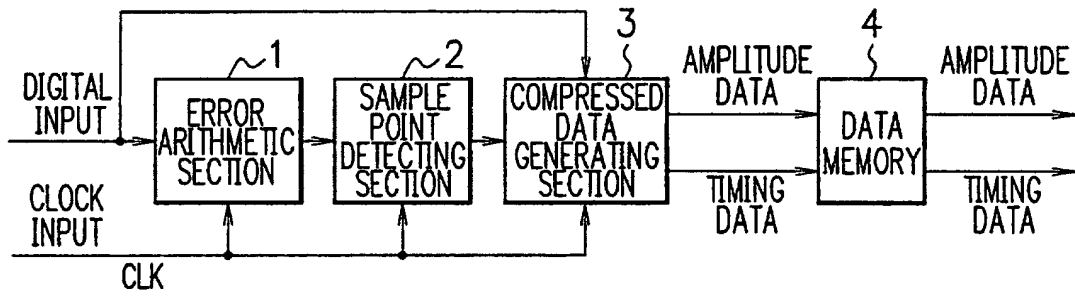 1
2
3
4
DIGITAL
INPUT
ERROR
ARITHMETIC
SECTION
SAMPLE
POINT
DETECTING
SECTION
COMPRESSED
DATA
GENERATING
SECTION
AMPLITUDE
DATA
DATA
MEMORY
AMPLITUDE
DATA
TIMING
DATA
TIMING
DATA
CLOCK
INPUT
CLK